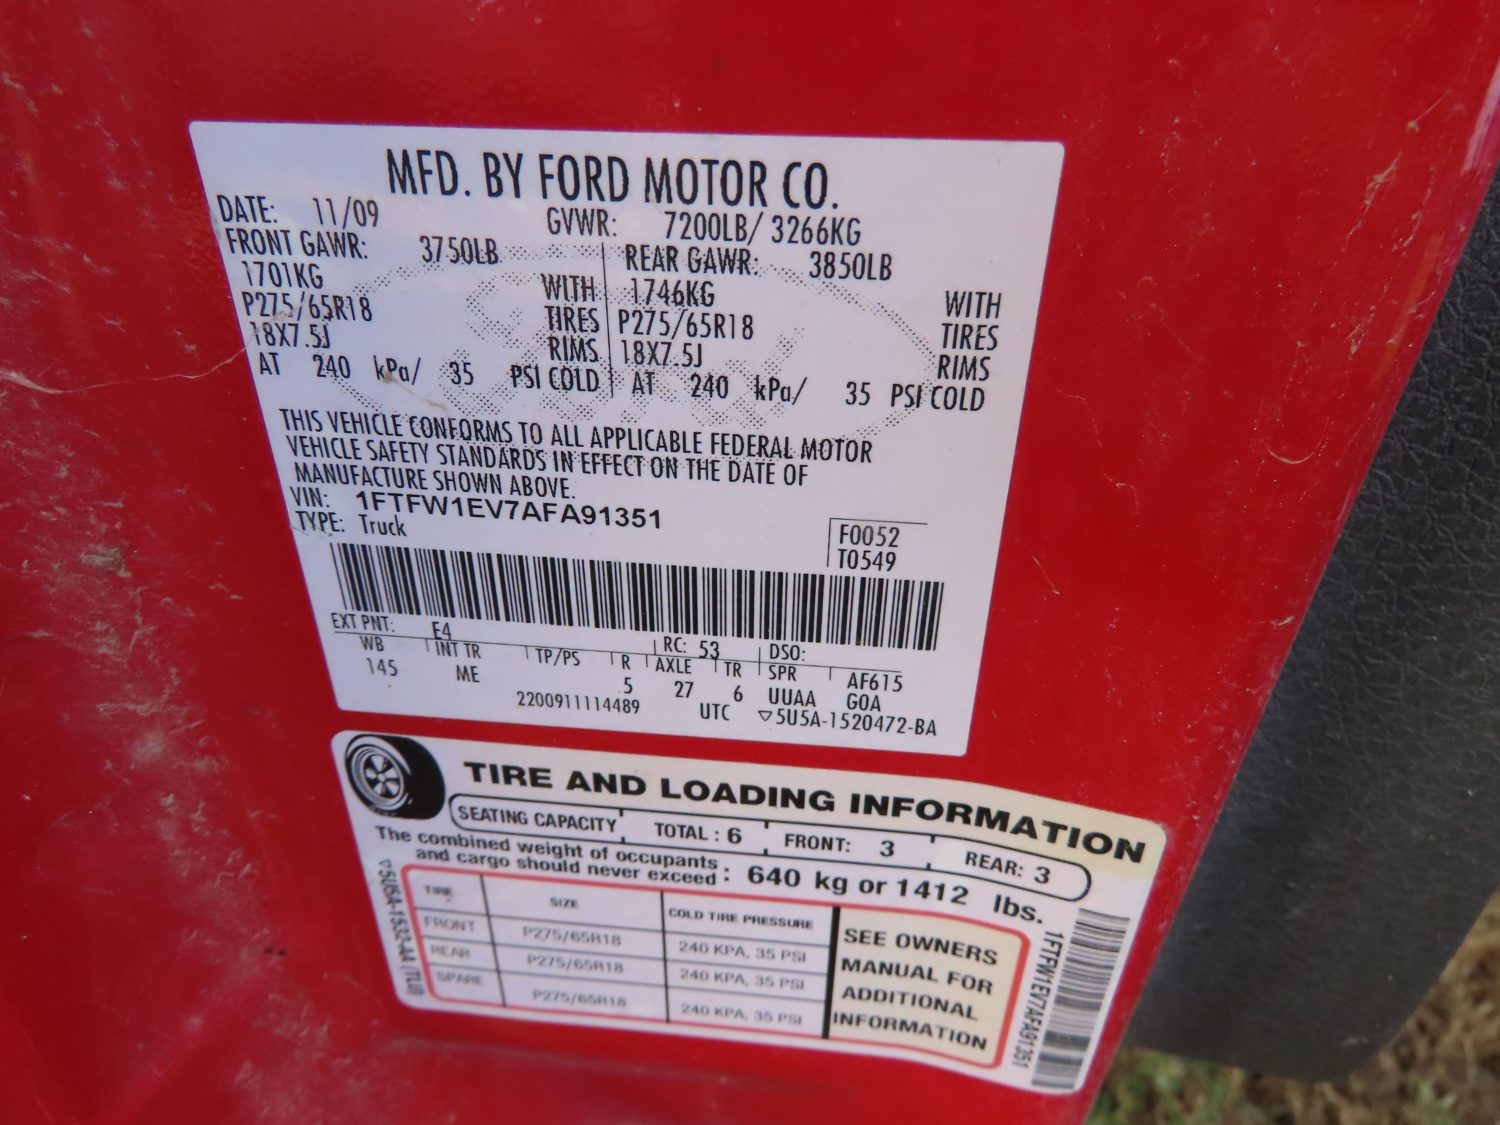 MFD. BY FORD MOTOR CO.
DATE: 11/09 GVWR: 7200LB/ 3266KG
FRONT GAWR: 3750LB REAR GAWR: 3850LB
1701KG WITH 1746KG WITH
P275/65R18 TIRES P275/65R18 TIRES
18X7.5J RIMS 18X7.5J RIMS
AT 240 kPa/ 35 PSI COLD AT 240 kPa/ 35 PSI COLD
THIS VEHICLE CONFORMS TO ALL APPLICABLE FEDERAL MOTOR
VEHICLE SAFETY STANDARDS IN EFFECT ON THE DATE OF
MANUFACTURE SHOWN ABOVE.
VIN: 1FTFW1EV7AFA91351
TYPE: Truck
F0052
T0549
EXT PNT: E4 RC: 53 DSO:
WB INT TR TP/PS R AXLE TR SPR AF615
145 ME 5 27 6 UUAA GOA
2200911114489 UTC ▽5U5A-1520472-BA
TIRE AND LOADING INFORMATION
SEATING CAPACITY TOTAL : 6 FRONT: 3 REAR: 3
The combined weight of occupants
and cargo should never exceed : 640 kg or 1412 lbs.
TIRE SIZE COLD TIRE PRESSURE
FRONT P275/65R18 240 KPA, 35 PSI
REAR P275/65R18 240 KPA, 35 PSI
SPARE P275/65R18 240 KPA, 35 PSI
SEE OWNERS
MANUAL FOR
ADDITIONAL
INFORMATION
▽5U5A-1532-A4 (TLU)
1FTFW1EV7AFA91351